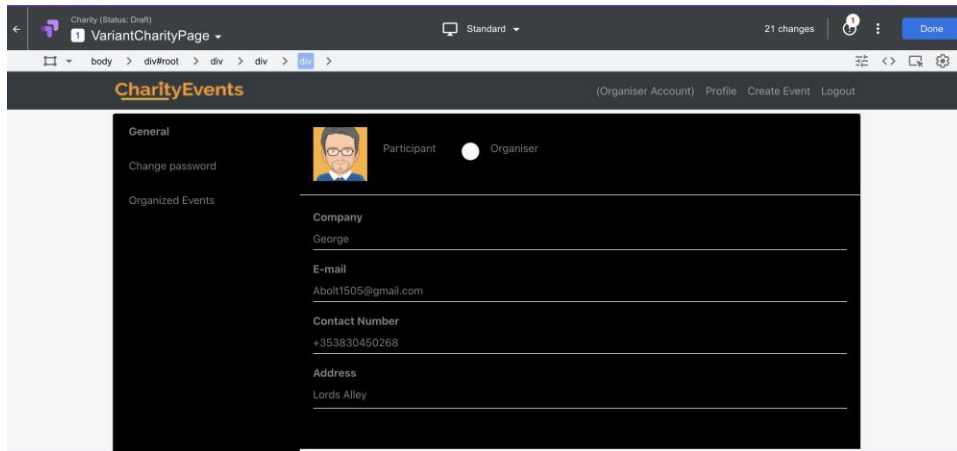 Charity (Status: Draft)
1 VariantCharityPage
Standard
21 changes
1
Done
body > div#root > div > div > div >
CharityEvents
(Organiser Account) Profile Create Event Logout
General
Change password
Organized Events
Participant Organiser
Company
George
E-mail
Abolt1505@gmail.com
Contact Number
+353830450268
Address
Lords Alley